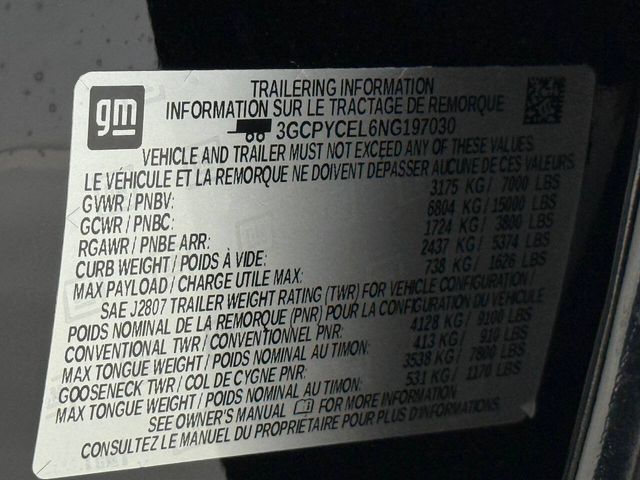 gm
TRAILERING INFORMATION
INFORMATION SUR LE TRACTAGE DE REMORQUE
3GCPYCEL6NG197030
VEHICLE AND TRAILER MUST NOT EXCEED ANY OF THESE VALUES.
LE VÉHICULE ET LA REMORQUE NE DOIVENT DÉPASSER AUCUNE DE CES VALEURS
GVWR / PNBV: 3175 KG/ 7000 LBS
GCWR / PNBC: 6804 KG/ 15000 LBS
RGAWR / PNBE ARR: 1724 KG/ 3800 LBS
CURB WEIGHT / POIDS À VIDE: 2437 KG/ 5374 LBS
MAX PAYLOAD / CHARGE UTILE MAX: 738 KG/ 1626 LBS
SAE J2807 TRAILER WEIGHT RATING (TWR) FOR VEHICLE CONFIGURATION/
POIDS NOMINAL DE LA REMORQUE (PNR) POUR LA CONFIGURATION DU VÉHICULE
CONVENTIONAL TWR / CONVENTIONNEL PNR: 4128 KG/ 9100 LBS
MAX TONGUE WEIGHT / POIDS NOMINAL AU TIMON: 413 KG/ 910 LBS
GOOSENECK TWR / COL DE CYGNE PNR: 3538 KG/ 7800 LBS
MAX TONGUE WEIGHT / POIDS NOMINAL AU TIMON: 531 KG/ 1170 LBS
SEE OWNER'S MANUAL FOR MORE INFORMATION
CONSULTEZ LE MANUEL DU PROPRIÉTAIRE POUR PLUS D'INFORMATIONS.